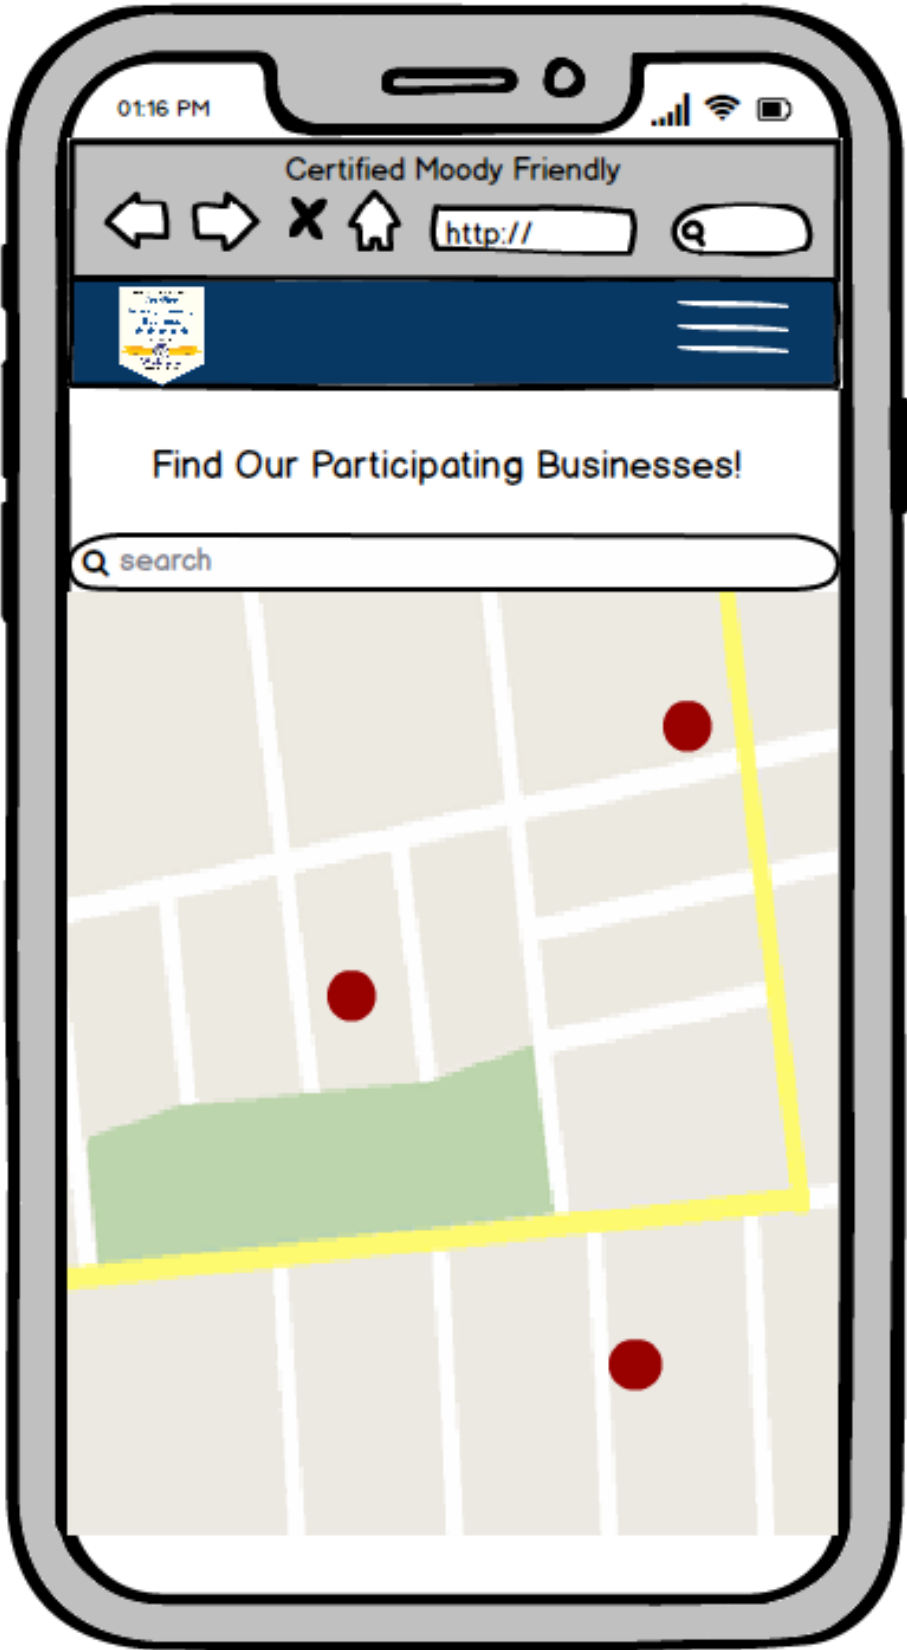 01:16 PM
Certified Moody Friendly
http://
Find Our Participating Businesses!
search